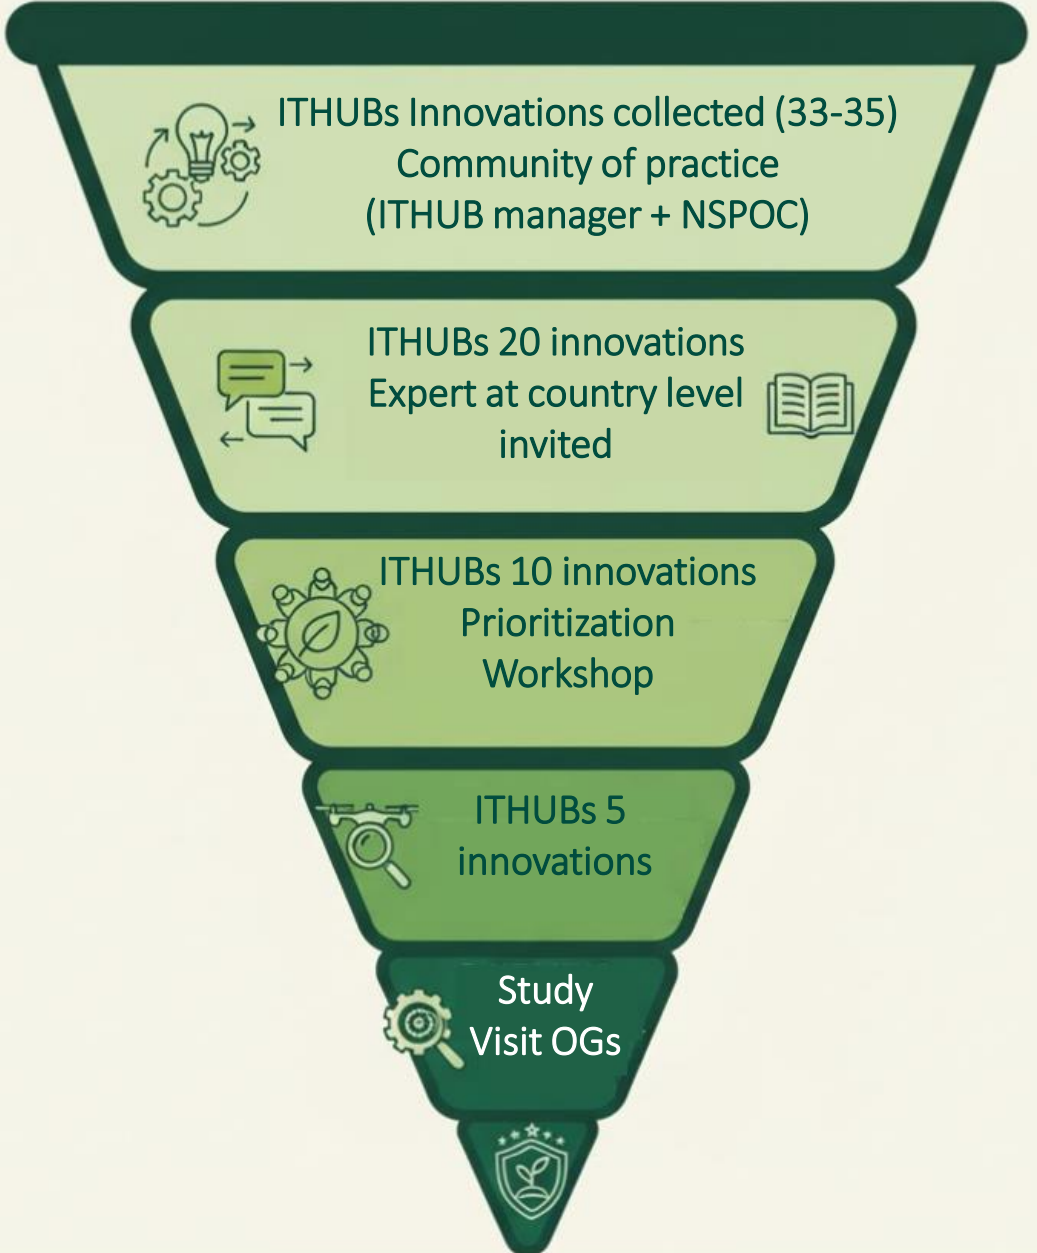 ITHUBs Innovations collected (33-35)
Community of practice
(ITHUB manager + NSPOC)
ITHUBs 20 innovations
Expert at country level
invited
ITHUBs 10 innovations
Prioritization
Workshop
ITHUBs 5
innovations
Study
Visit OGs